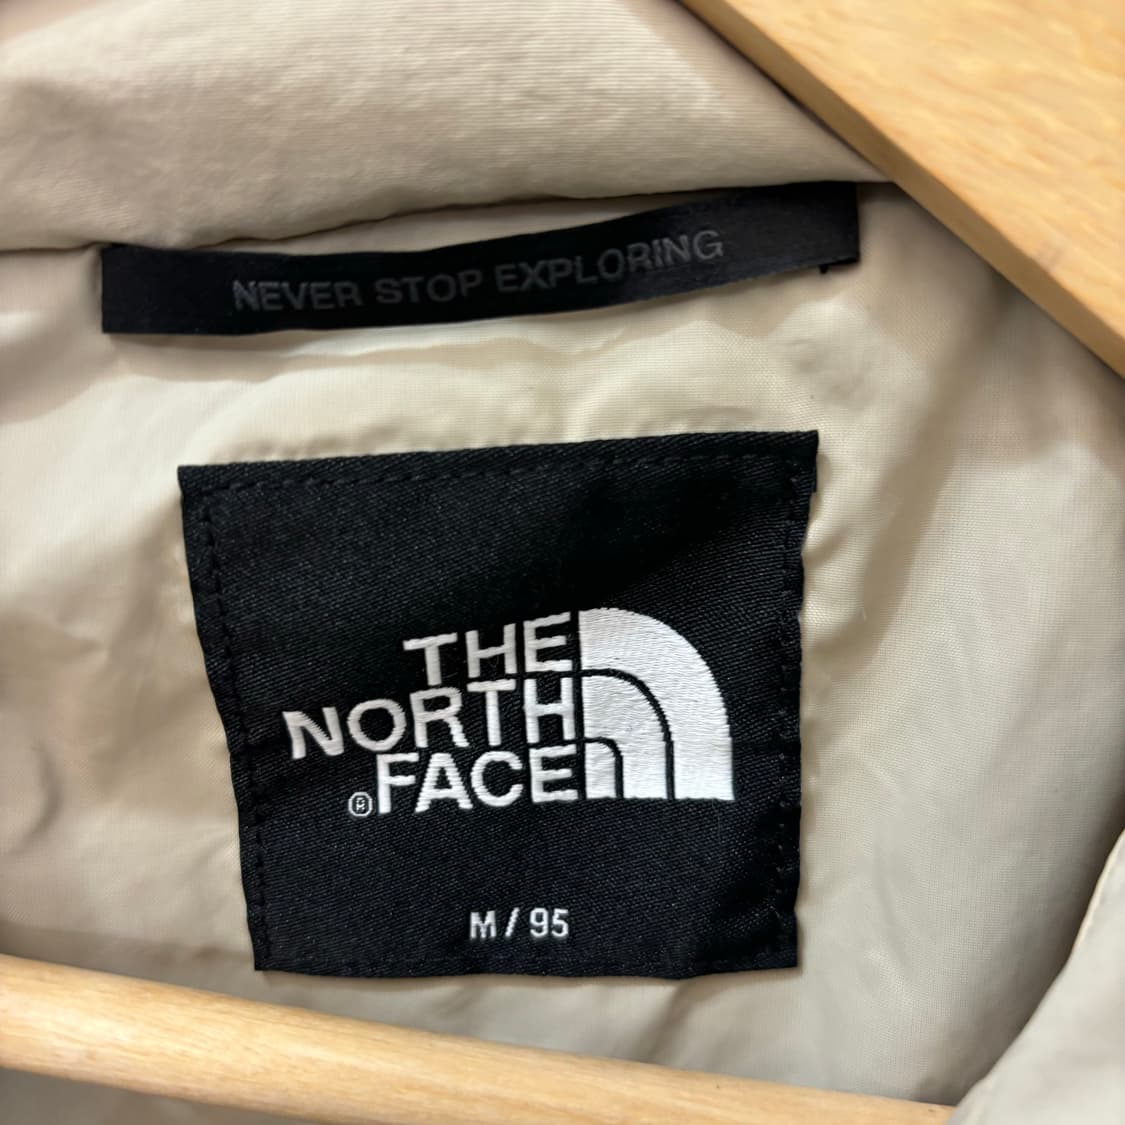 NEVER STOP EXPLORING
THE
NORTH
FACE
®
M / 95